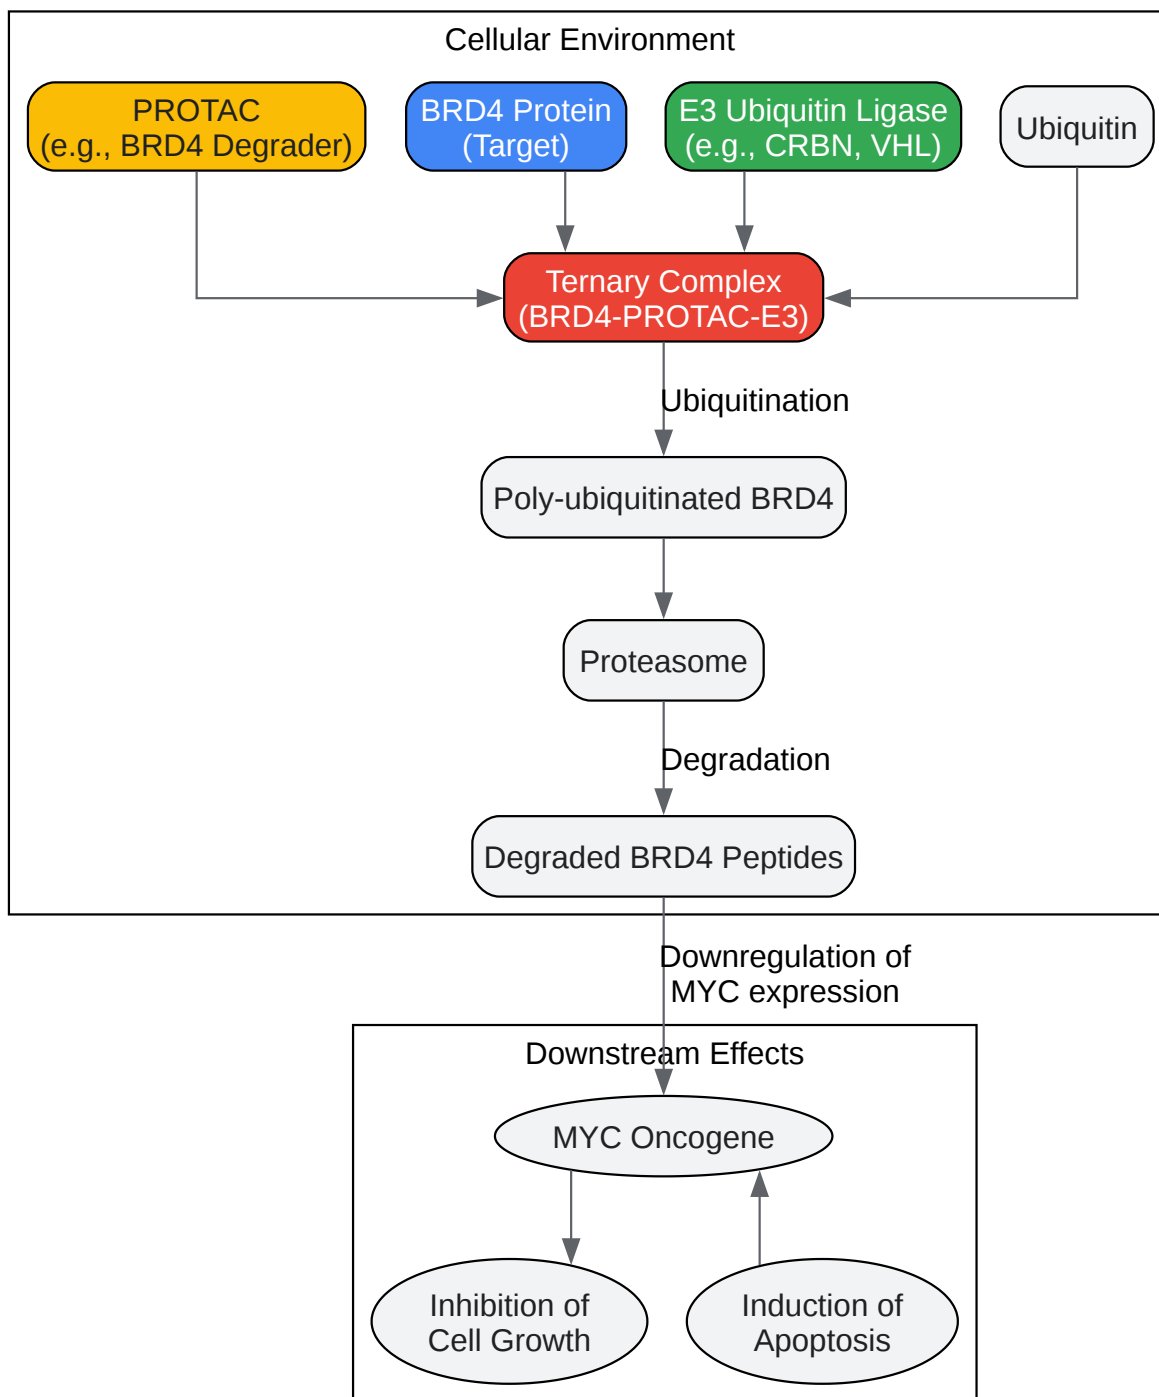 Cellular Environment
PROTAC
(e.g., BRD4 Degrader)
BRD4 Protein
(Target)
E3 Ubiquitin Ligase
(e.g., CRBN, VHL)
Ubiquitin
Ternary Complex
(BRD4-PROTAC-E3)
Ubiquitination
Poly-ubiquitinated BRD4
Proteasome
Degradation
Degraded BRD4 Peptides
Downregulation of
MYC expression
Downstream Effects
MYC Oncogene
Inhibition of
Cell Growth
Induction of
Apoptosis